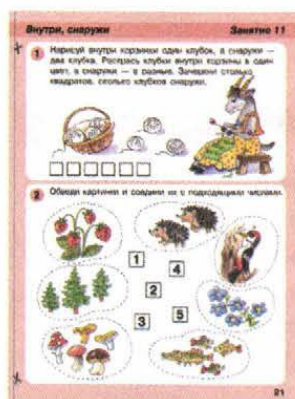 Внутри, снаружи
Занятие 11
1 Нарисуй внутри корзинки один клубок, а снаружи —
два клубка. Раскрась клубки внутри корзины в один
цвет, а снаружи — в разные. Зачеркни столько
квадратов, сколько клубков снаружи.
2 Обведи картинки и соедини их с подходящими числами.
1
4
2
3
5
21